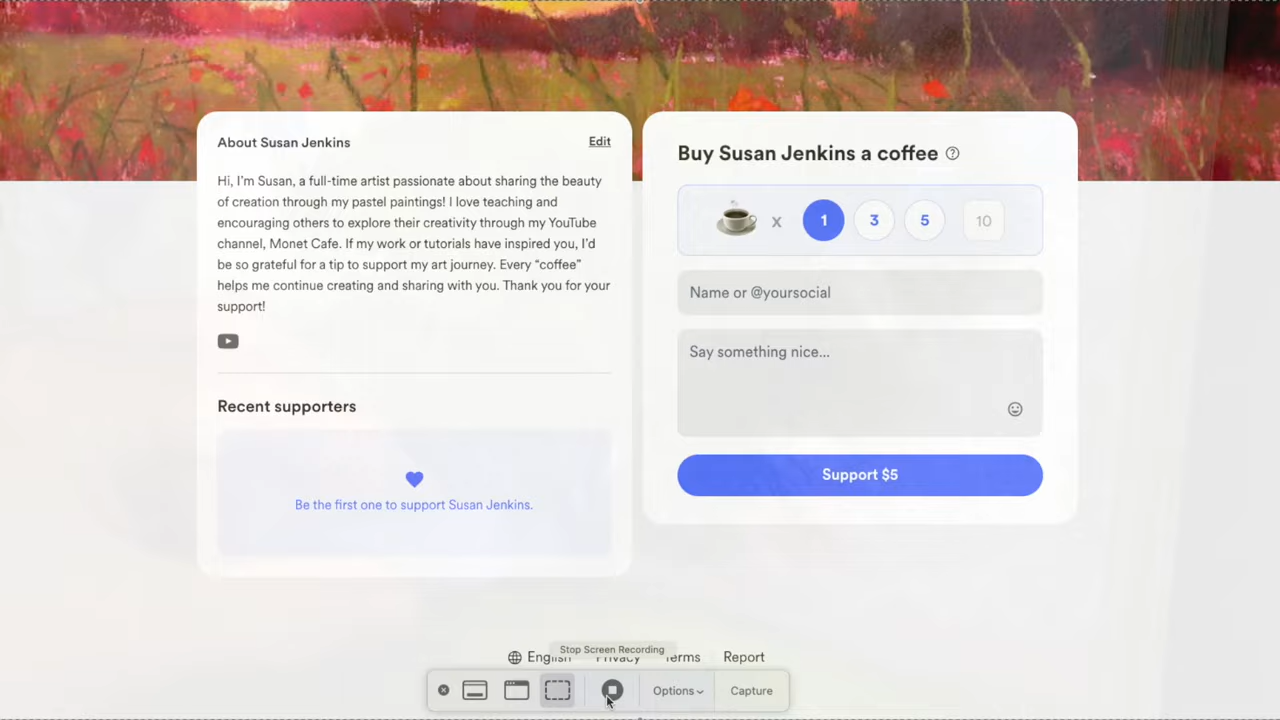 About Susan Jenkins
Edit
Hi, I'm Susan, a full-time artist passionate about sharing the beauty
of creation through my pastel paintings! I love teaching and
encouraging others to explore their creativity through my YouTube
channel, Monet Cafe. If my work or tutorials have inspired you, I'd
be so grateful for a tip to support my art journey. Every “coffee”
helps me continue creating and sharing with you. Thank you for your
support!
Recent supporters
Be the first one to support Susan Jenkins.
Buy Susan Jenkins a coffee
x 1 3 5 10
Name or @yoursocial
Say something nice...
Support $5
English Privacy Terms Report
Stop Screen Recording
Options
Capture